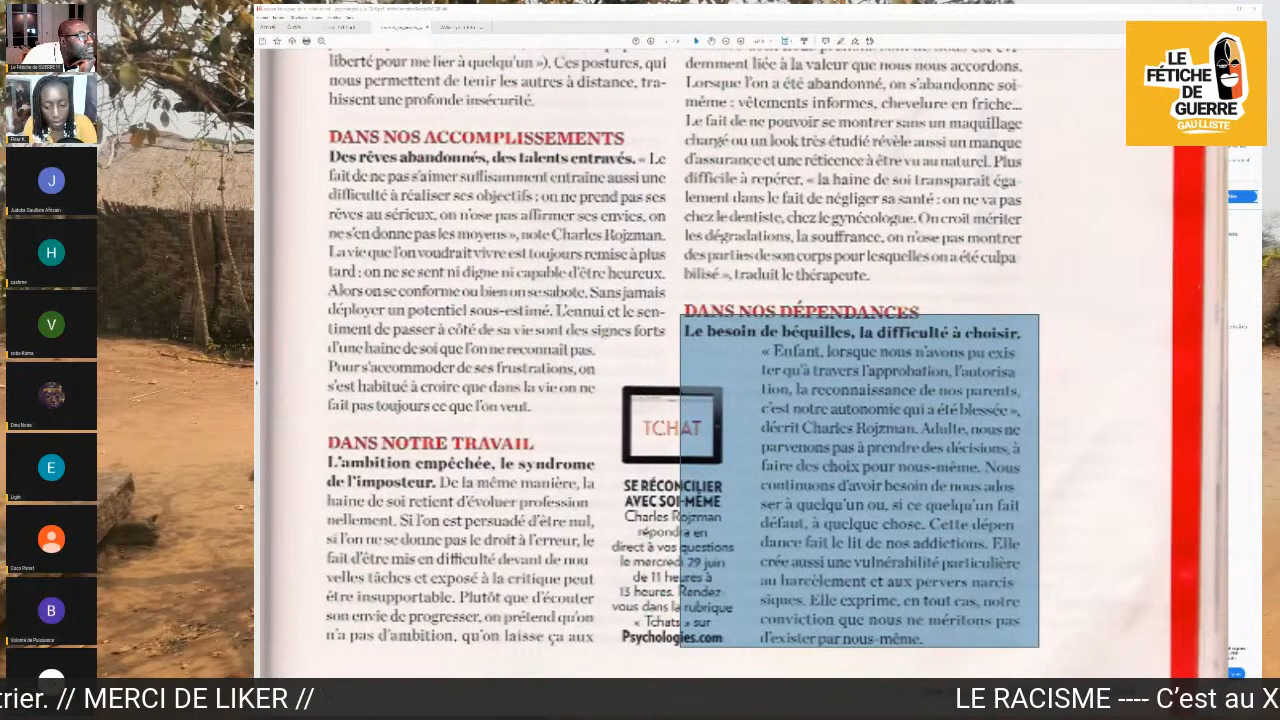 Le Fétiche de GUERRE !!!
Fleur R.
J
Judoka Gaulliste Africain
H
cashme
V
coba-Kama
Dina Noire
E
Light
Coco Panaf
B
Volonté de Puissance
Accueil Outils
liberté pour me lier à quelqu'un »). Ces postures, qui
nous permettent de tenir les autres à distance, tra-
hissent une profonde insécurité.
DANS NOS ACCOMPLISSEMENTS
Des rêves abandonnés, des talents entravés. « Le
fait de ne pas s'aimer suffisamment entraîne aussi une
difficulté à réaliser ses objectifs : on ne prend pas ses
rêves au sérieux, on n'ose pas affirmer ses envies, on
ne s'en donne pas les moyens », note Charles Rojzman.
La vie que l'on voudrait vivre est toujours remise à plus
tard : on ne se sent ni digne ni capable d'être heureux.
Alors on se conforme ou bien on se sabote. Sans jamais
déployer un potentiel sous-estimé. L'ennui et le sen-
timent de passer à côté de sa vie sont des signes forts
d'une haine de soi que l'on ne reconnaît pas.
Pour s'accommoder de ses frustrations, on
s'est habitué à croire que dans la vie on ne
fait pas toujours ce que l'on veut.
DANS NOTRE TRAVAIL
L'ambition empêchée, le syndrome
de l'imposteur. De la même manière, la
haine de soi retient d'évoluer profession
nellement. Si l'on est persuadé d'être nul,
si l'on ne se donne pas le droit à l'erreur, le
fait d'être mis en difficulté devant de nou
velles tâches et exposé à la critique peut
être insupportable. Plutôt que d'écouter
son envie de progresser, on prétend qu'on
n'a pas d'ambition, qu'on laisse ça aux
TCHAT
SE RÉCONCILIER
AVEC SOI-MÊME
Charles Rojzman
répondra en
direct à vos questions
le mercredi 29 juin
de 11 heures à
13 heures. Rendez-
vous dans la rubrique
« Tchats » sur
Psychologies.com
demment liée à la valeur que nous nous accordons.
Lorsque l'on a été abandonné, on s'abandonne soi-
même : vêtements informes, chevelure en friche...
Le fait de ne pouvoir se montrer sans un maquillage
chargé ou un look très étudié révèle aussi un manque
d'assurance et une réticence à être vu au naturel. Plus
difficile à repérer, « la haine de soi transparaît éga-
lement dans le fait de négliger sa santé : on ne va pas
chez le dentiste, chez le gynécologue. On croit mériter
les dégradations, la souffrance, on n'ose pas montrer
des parties de son corps pour lesquelles on a été culpa-
bilisé », traduit le thérapeute.
DANS NOS DÉPENDANCES
Le besoin de béquilles, la difficulté à choisir.
« Enfant, lorsque nous n'avons pu exis-
ter qu'à travers l'approbation, l'autorisa-
tion, la reconnaissance de nos parents,
c'est notre autonomie qui a été blessée »,
décrit Charles Rojzman. Adulte, nous ne
parvenons pas à prendre des décisions, à
faire des choix pour nous-même. Nous
continuons d'avoir besoin de nous ados-
ser à quelqu'un ou, si ce quelqu'un fait
défaut, à quelque chose. Cette dépen-
dance fait le lit de nos addictions. Elle
crée aussi une vulnérabilité particulière
au harcèlement et aux pervers narcis-
siques. Elle exprime, en tout cas, notre
conviction que nous ne méritons pas
d'exister par nous-même.
LE
FÉTICHE
DE
GUERRE
GAULLISTE
trier. // MERCI DE LIKER // LE RACISME ---- C'est au X